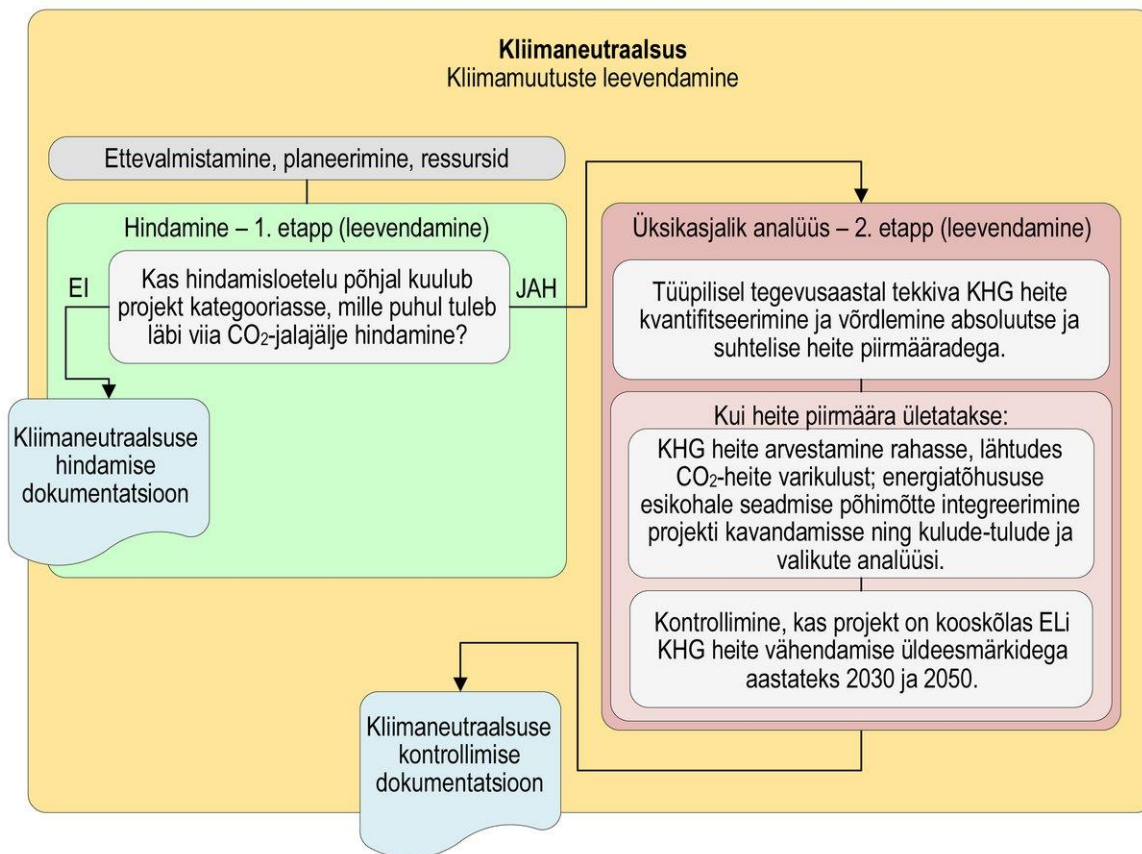 Kliimaneutraalsus
Kliimamuutuste leevendamine
Ettevalmistamine, planeerimine, ressursid
Hindamine – 1. etapp (leevendamine)
EI
Kas hindamisloetelu põhjal kuulub
projekt kategooriasse, mille puhul tuleb
läbi viia CO₂-jalajälje hindamine?
JAH
Kliimaneutraalsuse
hindamise
dokumentatsioon
Üksikasjalik analüüs – 2. etapp (leevendamine)
Tüüpilisel tegevusaastal tekkiva KHG heite
kvantifitseerimine ja võrdlemine absoluutse ja
suhtelise heite piirmääradega.
Kui heite piirmäära ületatakse:
KHG heite arvestamine rahasse, lähtudes
CO₂-heite varikulust; energiatõhususe
esikohale seadmise põhimõtte integreerimine
projekti kavandamisse ning kulude-tulude ja
valikute analüüsi.
Kontrollimine, kas projekt on kooskõlas ELi
KHG heite vähendamise üldeesmärkidega
aastateks 2030 ja 2050.
Kliimaneutraalsuse
kontrollimise
dokumentatsioon